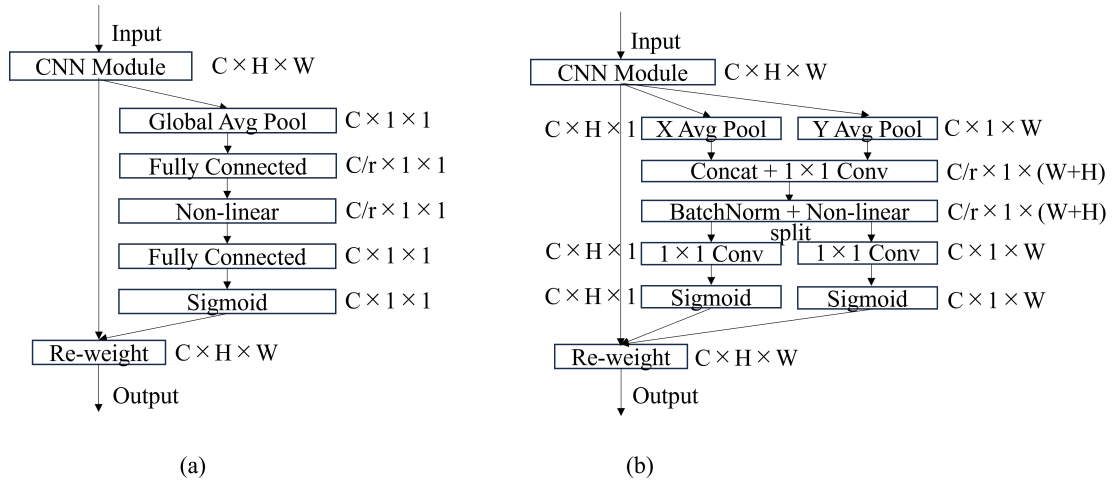 Input
CNN Module
C × H × W
Global Avg Pool
C × 1 × 1
Fully Connected
C/r × 1 × 1
Non-linear
C/r × 1 × 1
Fully Connected
C × 1 × 1
Sigmoid
C × 1 × 1
Re-weight
C × H × W
Output
(a)
Input
CNN Module
C × H × W
C × H × 1
X Avg Pool
Y Avg Pool
C × 1 × W
Concat + 1 × 1 Conv
C/r × 1 × (W+H)
BatchNorm + Non-linear
C/r × 1 × (W+H)
split
C × H × 1
1 × 1 Conv
1 × 1 Conv
C × 1 × W
C × H × 1
Sigmoid
Sigmoid
C × 1 × W
Re-weight
C × H × W
Output
(b)